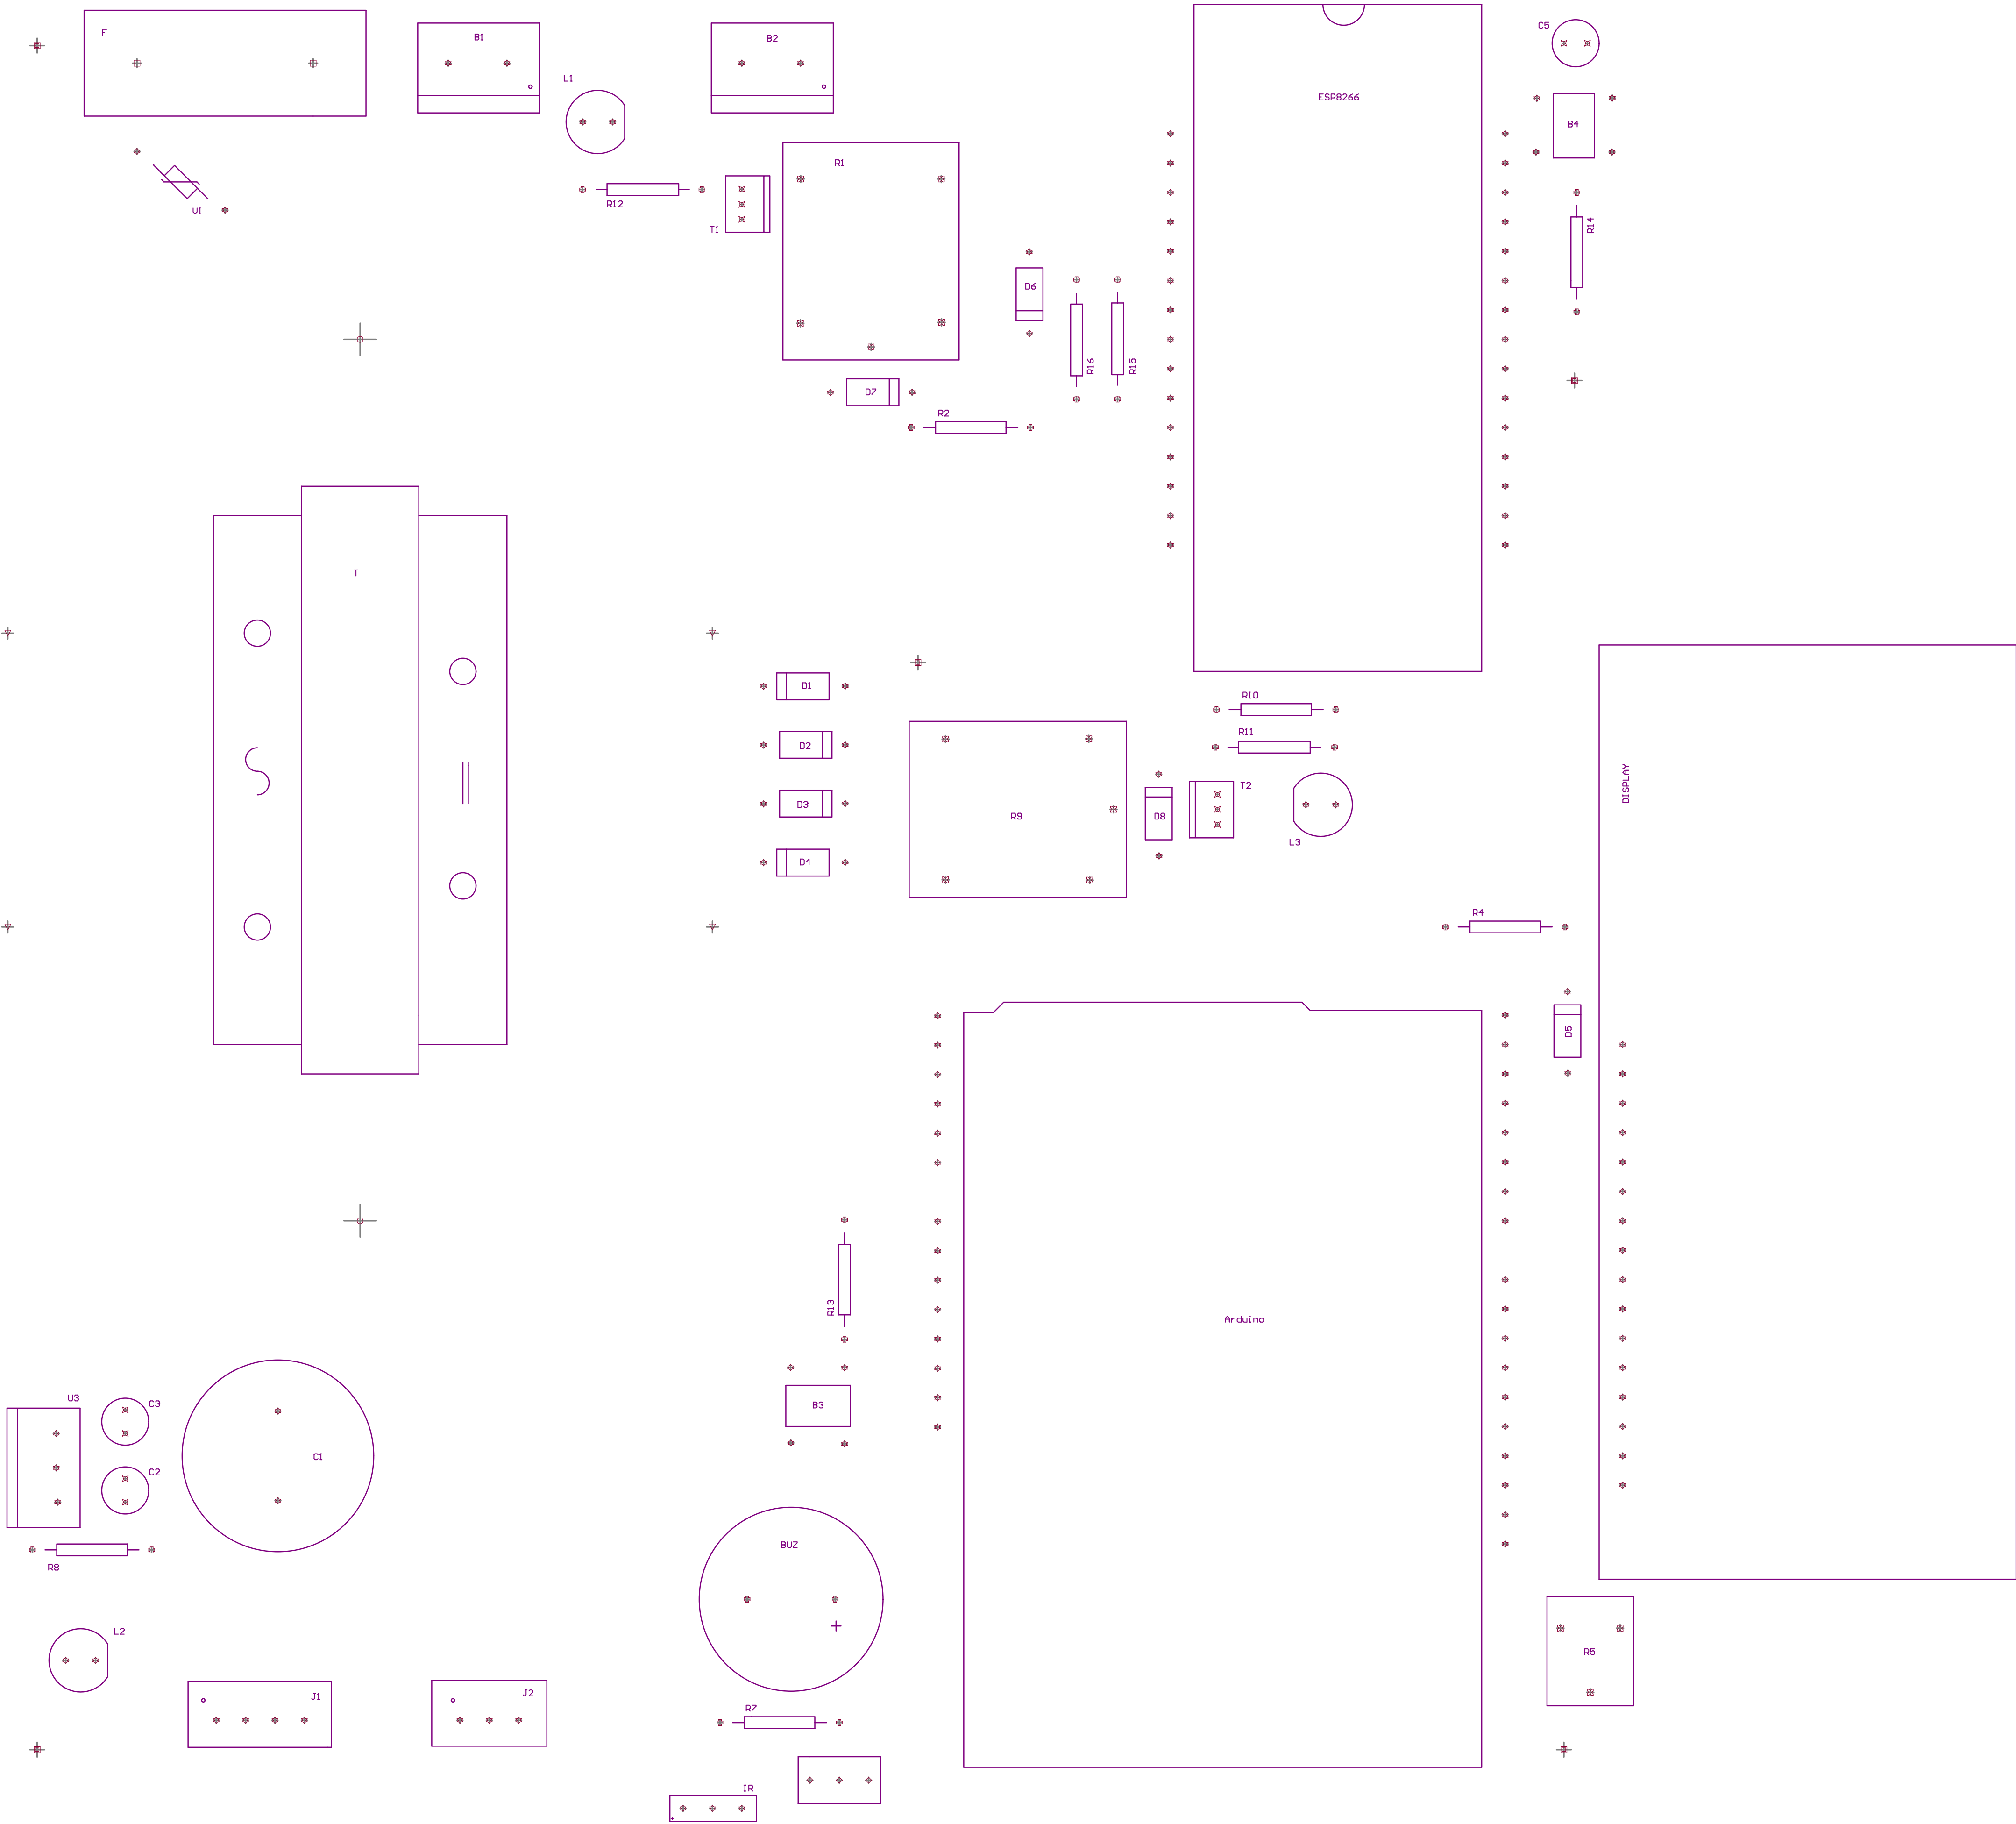 F
B1
B2
C5
L1
ESP8266
B4
R1
R12
V1
T1
R14
D6
R16
R15
D7
R2
T
D1
R10
D2
R11
DISPLAY
T2
D3
R9
D8
L3
D4
R4
D5
R13
Arduino
U3
C3
B3
C1
C2
BUZ
R8
L2
R5
J1
J2
R7
IR